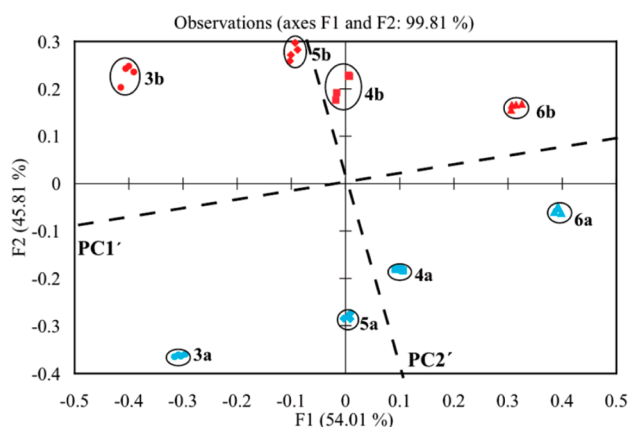 Observations (axes F1 and F2: 99.81 %)
0.3
0.2
0.1
0
-0.1
-0.2
-0.3
-0.4
F2 (45.81 %)
3b
5b
4b
6b
6a
4a
5a
3a
PC1´
PC2´
-0.5 -0.4 -0.3 -0.2 -0.1 0 0.1 0.2 0.3 0.4 0.5
F1 (54.01 %)